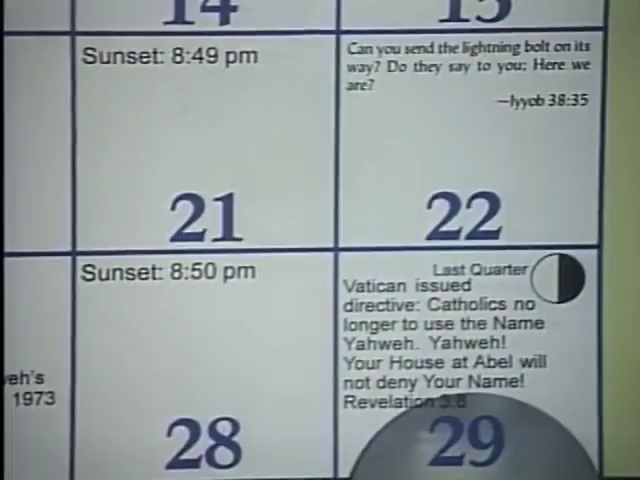 14
15
Sunset: 8:49 pm
21
Can you send the lightning bolt on its
way? Do they say to you: Here we
are?
—Iyyob 38:35
22
eh's
1973
Sunset: 8:50 pm
28
Last Quarter
Vatican issued
directive: Catholics no
longer to use the Name
Yahweh. Yahweh!
Your House at Abel will
not deny Your Name!
Revelation 3:8
29